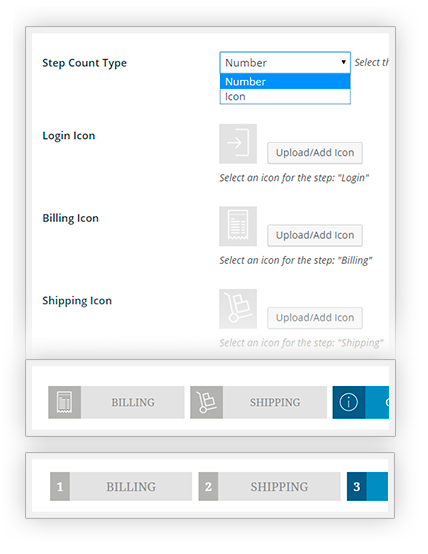 Step Count Type
Number
Select th
Number
Icon
Login Icon
Upload/Add Icon
Select an icon for the step: "Login"
Billing Icon
Upload/Add Icon
Select an icon for the step: "Billing"
Shipping Icon
Upload/Add Icon
Select an icon for the step: "Shipping"
BILLING SHIPPING
1 BILLING 2 SHIPPING 3